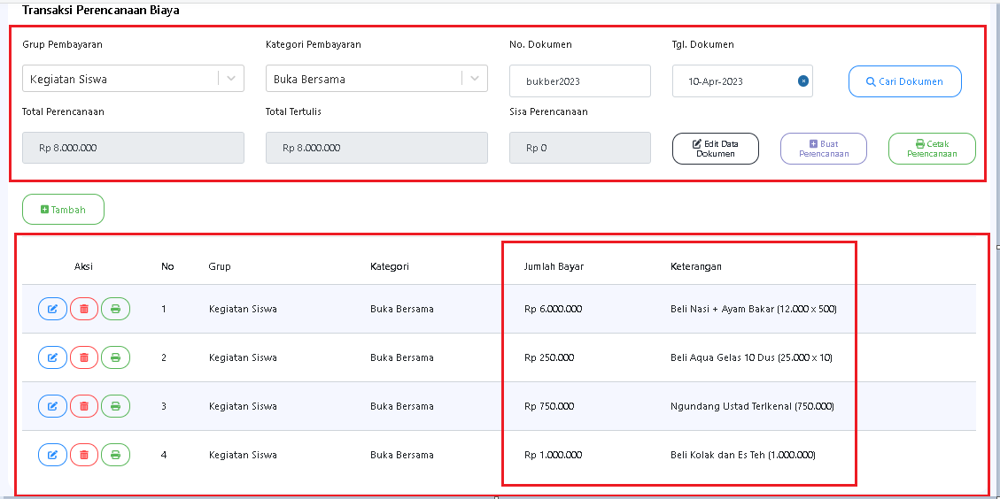 Transaksi Perencanaan Biaya
Grup Pembayaran Kategori Pembayaran No. Dokumen Tgl. Dokumen
Kegiatan Siswa Buka Bersama bukber2023 10-Apr-2023 Cari Dokumen
Total Perencanaan Total Tertulis Sisa Perencanaan
Rp 8.000.000 Rp 8.000.000 Rp 0 Edit Data Dokumen Buat Perencanaan Cetak Perencanaan
Tambah
Aksi No Grup Kategori Jumlah Bayar Keterangan
1 Kegiatan Siswa Buka Bersama Rp 6.000.000 Beli Nasi + Ayam Bakar (12.000 x 500)
2 Kegiatan Siswa Buka Bersama Rp 250.000 Beli Aqua Gelas 10 Dus (25.000 x 10)
3 Kegiatan Siswa Buka Bersama Rp 750.000 Ngundang Ustad Terlkenal (750.000)
4 Kegiatan Siswa Buka Bersama Rp 1.000.000 Beli Kolak dan Es Teh (1.000.000)